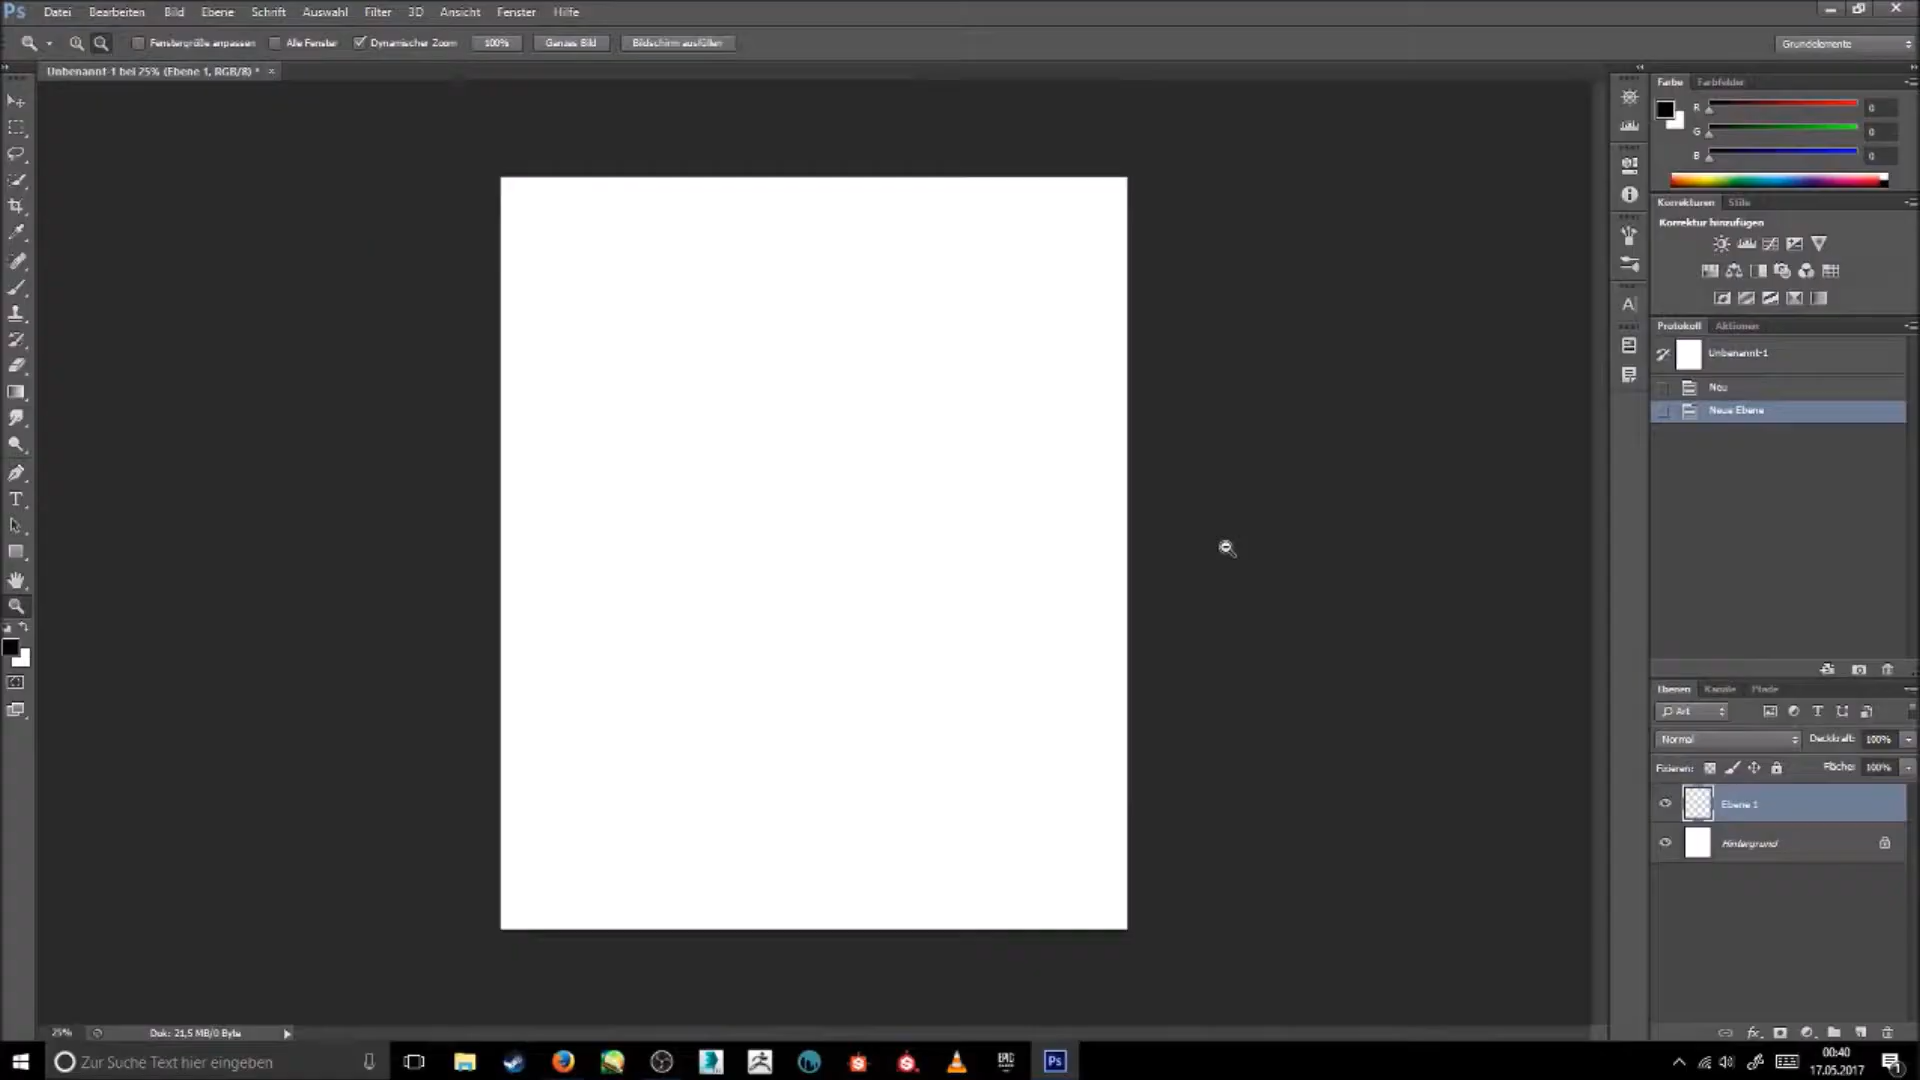 Ps Datei Bearbeiten Bild Ebene Schrift Auswahl Filter 3D Ansicht Fenster Hilfe
Fenstergröße anpassen Alle Fenster Dynamischer Zoom 100% Ganzes Bild Bildschirm ausfüllen Grundelemente
Unbenannt-1 bei 25% (Ebene 1, RGB/8) * ×
Farbe Farbfelder
R 0
G 0
B 0
Korrekturen Stile
Korrektur hinzufügen
Protokoll Aktionen
Unbenannt-1
Neu
Neue Ebene
Ebenen Kanäle Pfade
Art
Normal Deckkraft: 100%
Fixieren: Fläche: 100%
Ebene 1
Hintergrund
25% Dok: 21,5 MB/0 Byte
Zur Suche Text hier eingeben
EPIC
GAMES
Ps
00:40
17.05.2017